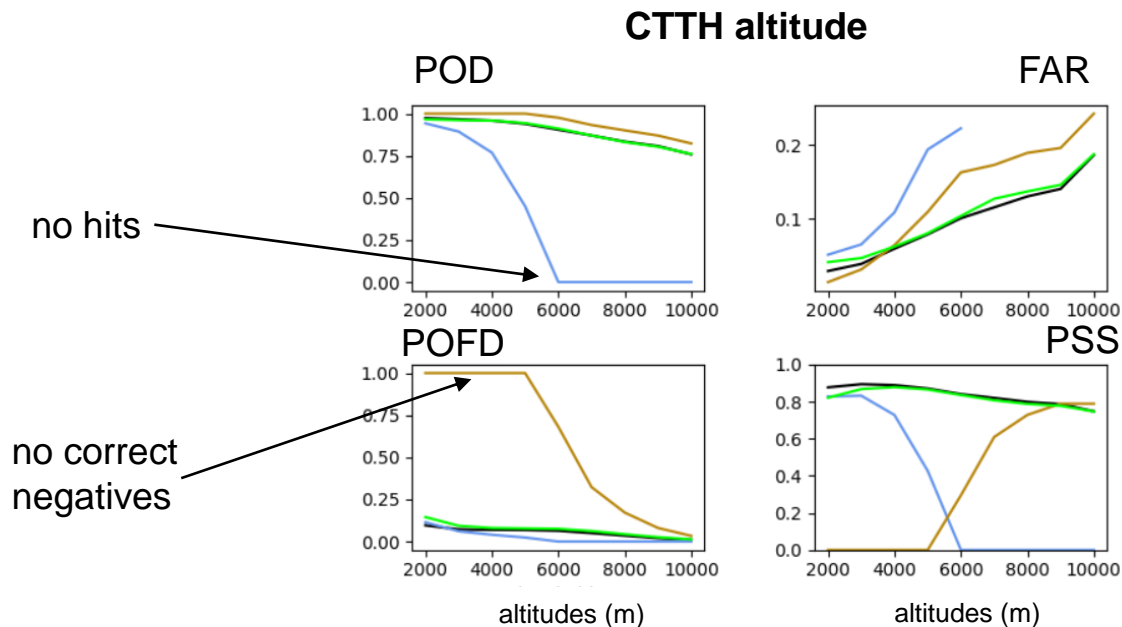 CTTH altitude
POD
FAR
1.00
0.75
0.50
0.25
0.00
2000 4000 6000 8000 10000
0.2
0.1
2000 4000 6000 8000 10000
no hits
POFD
PSS
1.00
0.75
0.50
0.25
0.00
2000 4000 6000 8000 10000
1.0
0.8
0.6
0.4
0.2
0.0
2000 4000 6000 8000 10000
no correct
negatives
altitudes (m)
altitudes (m)